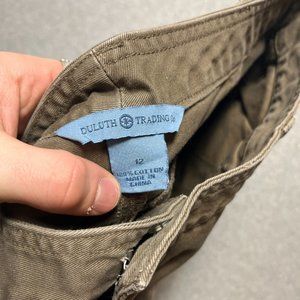 DULUTH TRADING Co
12
100% COTTON
MADE IN
CHINA